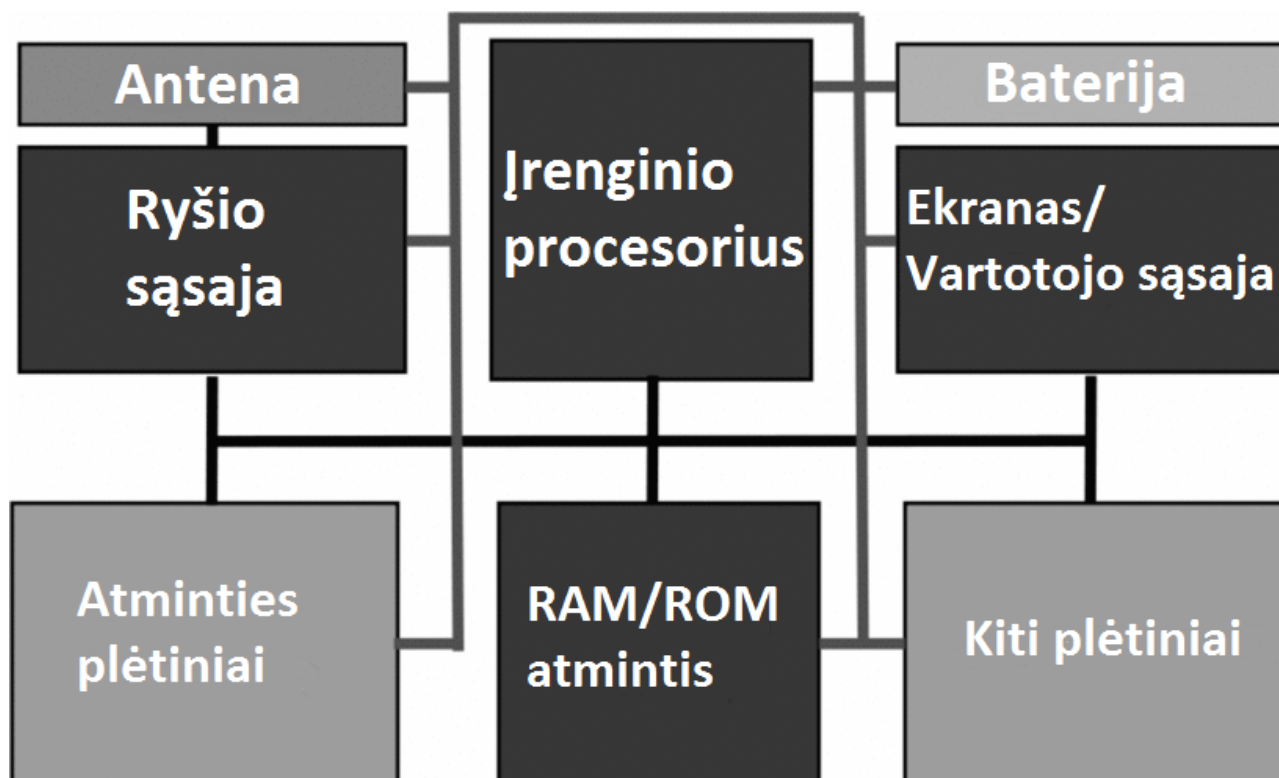 Antena
Baterija
Ryšio
sąsaja
Įrenginio
procesorius
Ekranas/
Vartotojo sąsaja
Atminties
plėtiniai
RAM/ROM
atmintis
Kiti plėtiniai